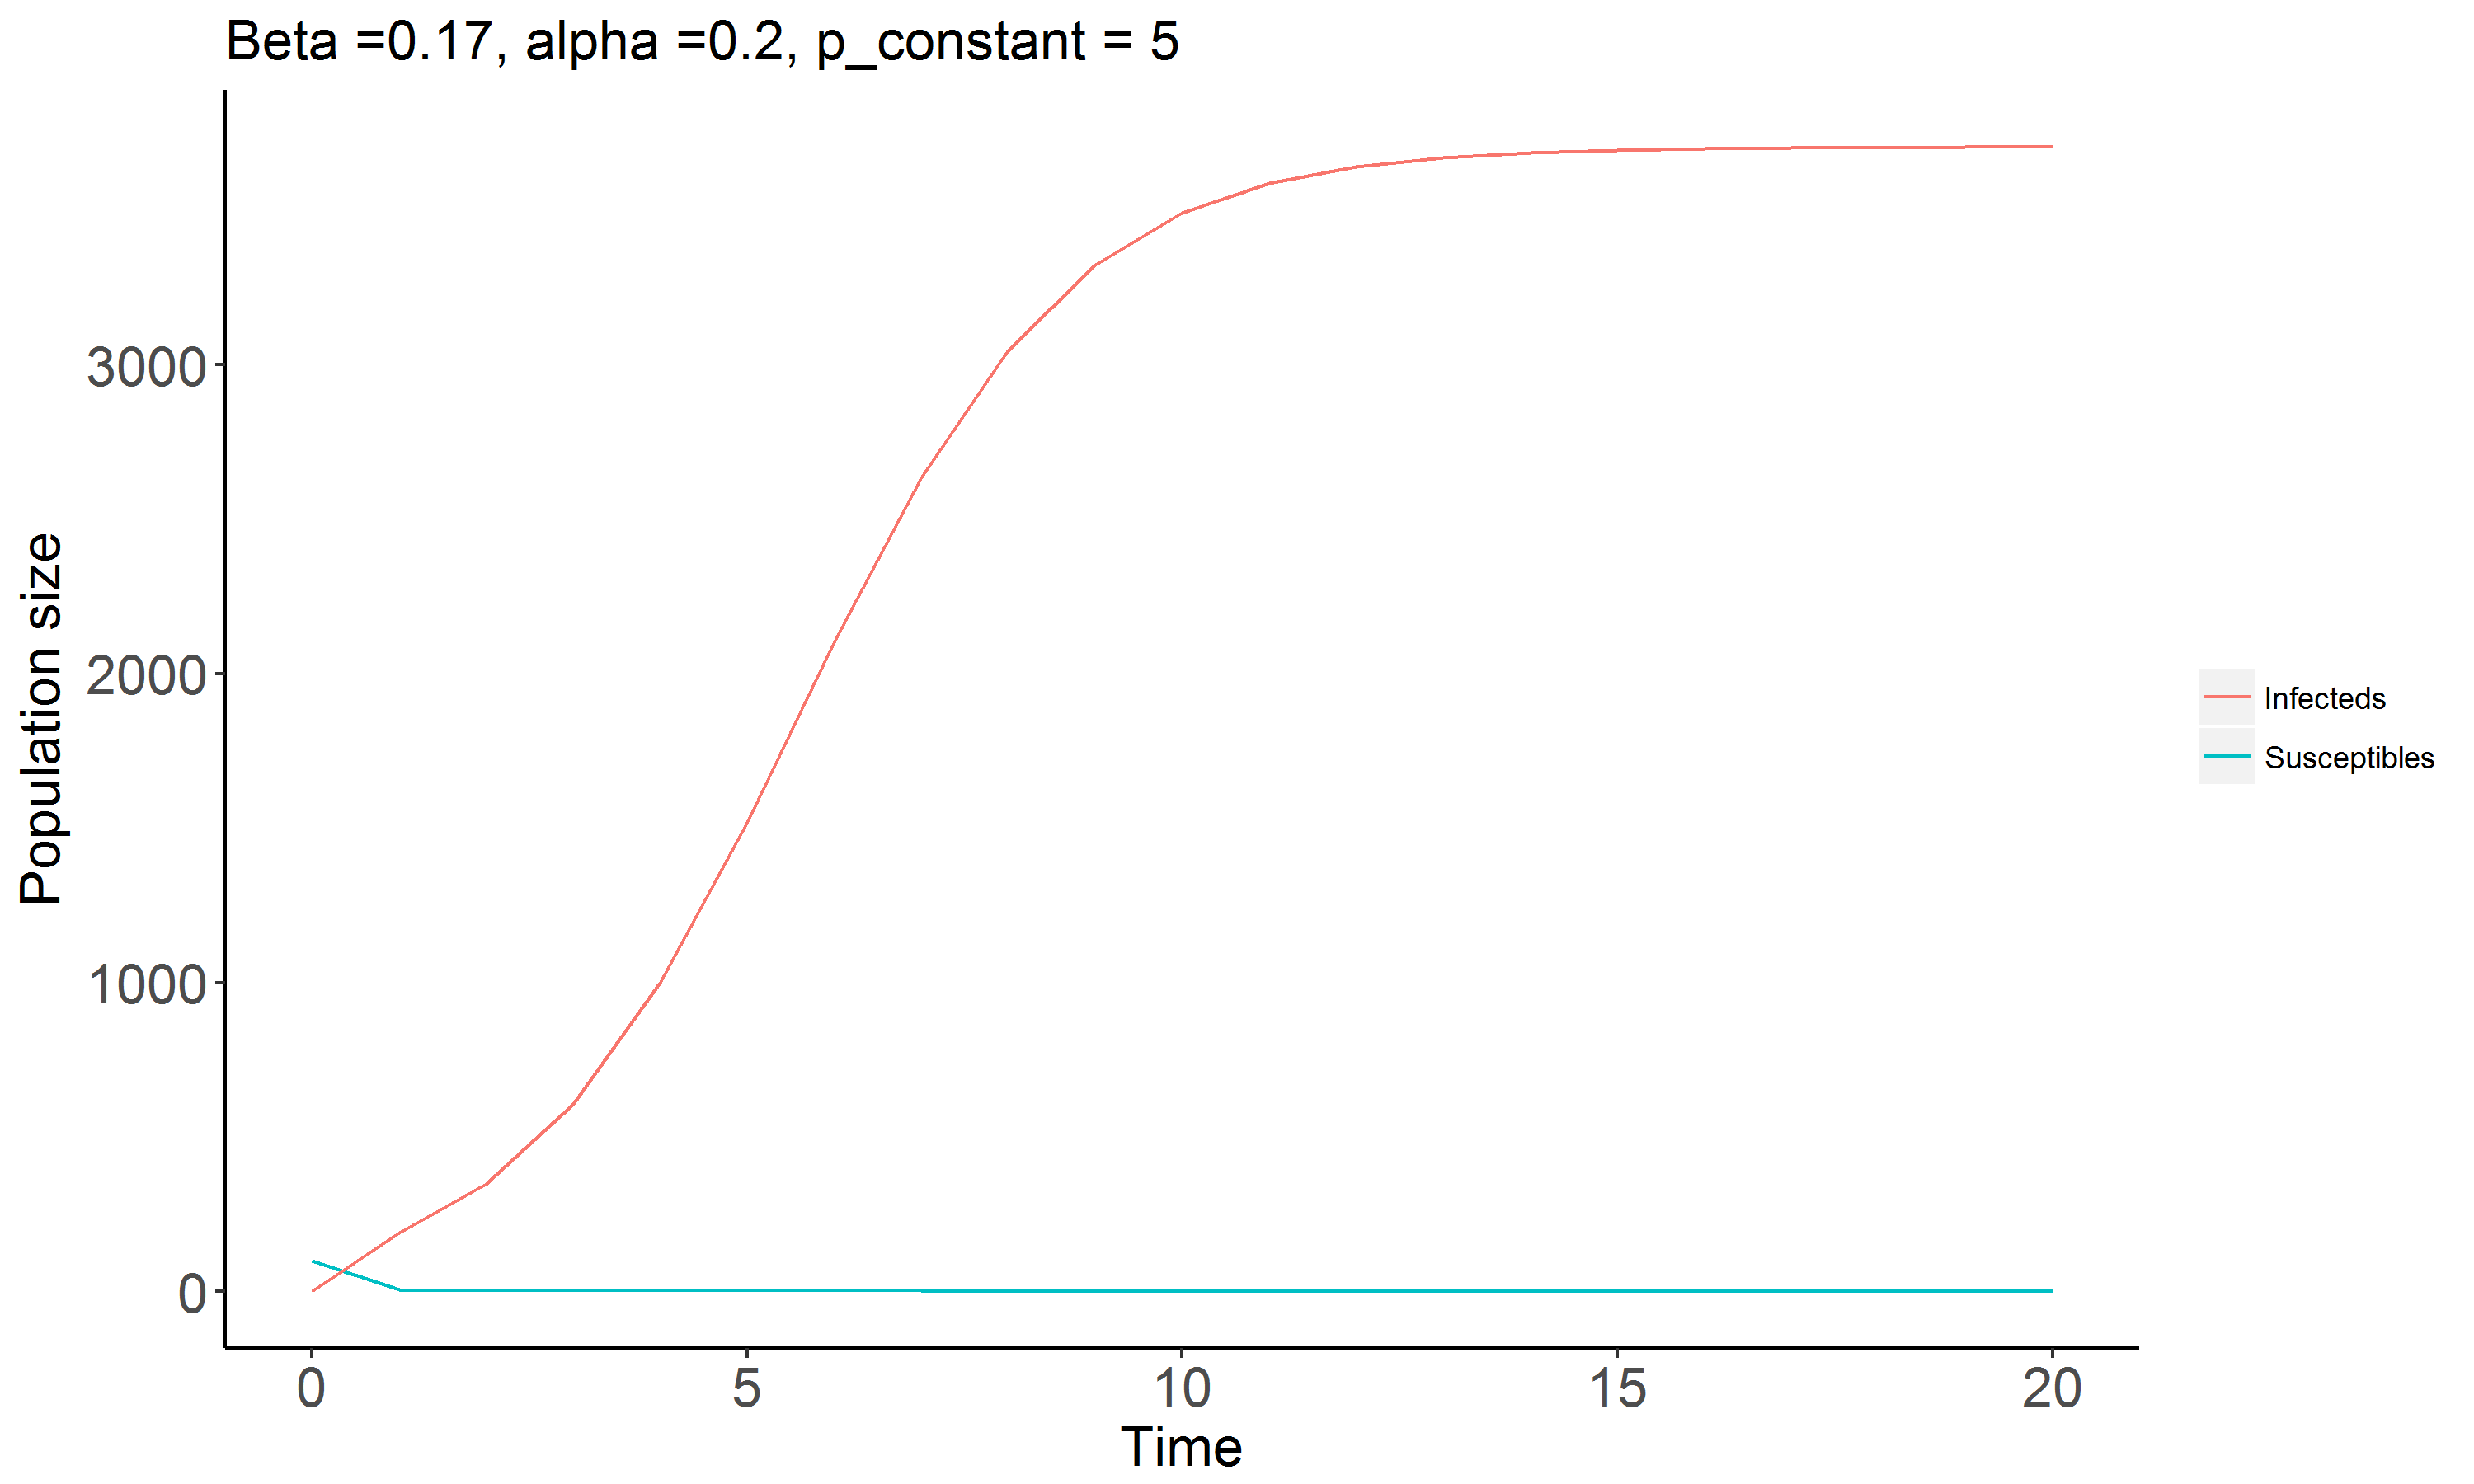 Beta =0.17, alpha =0.2, p_constant = 5
Population size
3000
2000
1000
0
0 5 10 15 20
Time
Infecteds
Susceptibles